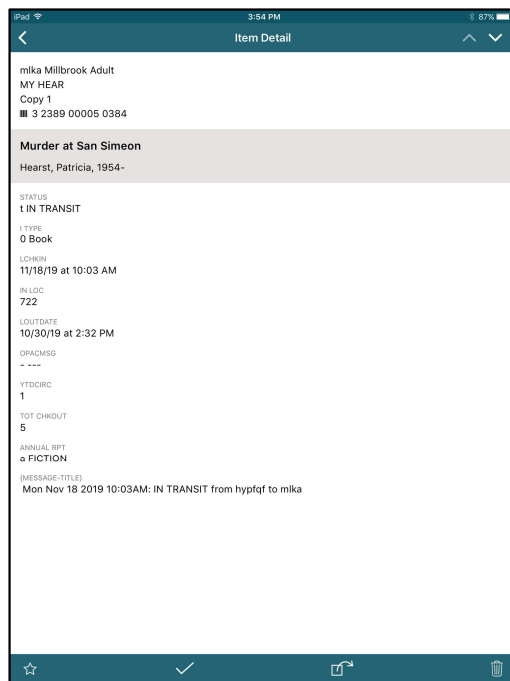 iPad 3:54 PM 87%
Item Detail
mlka Millbrook Adult
MY HEAR
Copy 1
3 2389 00005 0384
Murder at San Simeon
Hearst, Patricia, 1954-
STATUS
t IN TRANSIT
I TYPE
0 Book
LCHKIN
11/18/19 at 10:03 AM
IN LOC
722
LOUTDATE
10/30/19 at 2:32 PM
OPACMSG
- ---
YTDCIRC
1
TOT CHKOUT
5
ANNUAL RPT
a FICTION
{MESSAGE-TITLE}
Mon Nov 18 2019 10:03AM: IN TRANSIT from hypfqf to mlka